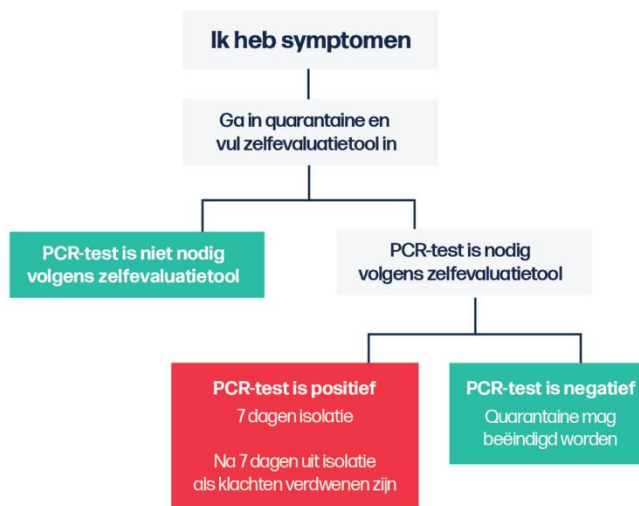 Ik heb symptomen
Ga in quarantaine en
vul zelfevaluatietool in
PCR-test is niet nodig
volgens zelfevaluatietool
PCR-test is nodig
volgens zelfevaluatietool
PCR-test is positief
7 dagen isolatie
Na 7 dagen uit isolatie
als klachten verdwenen zijn
PCR-test is negatief
Quarantaine mag
beëindigd worden